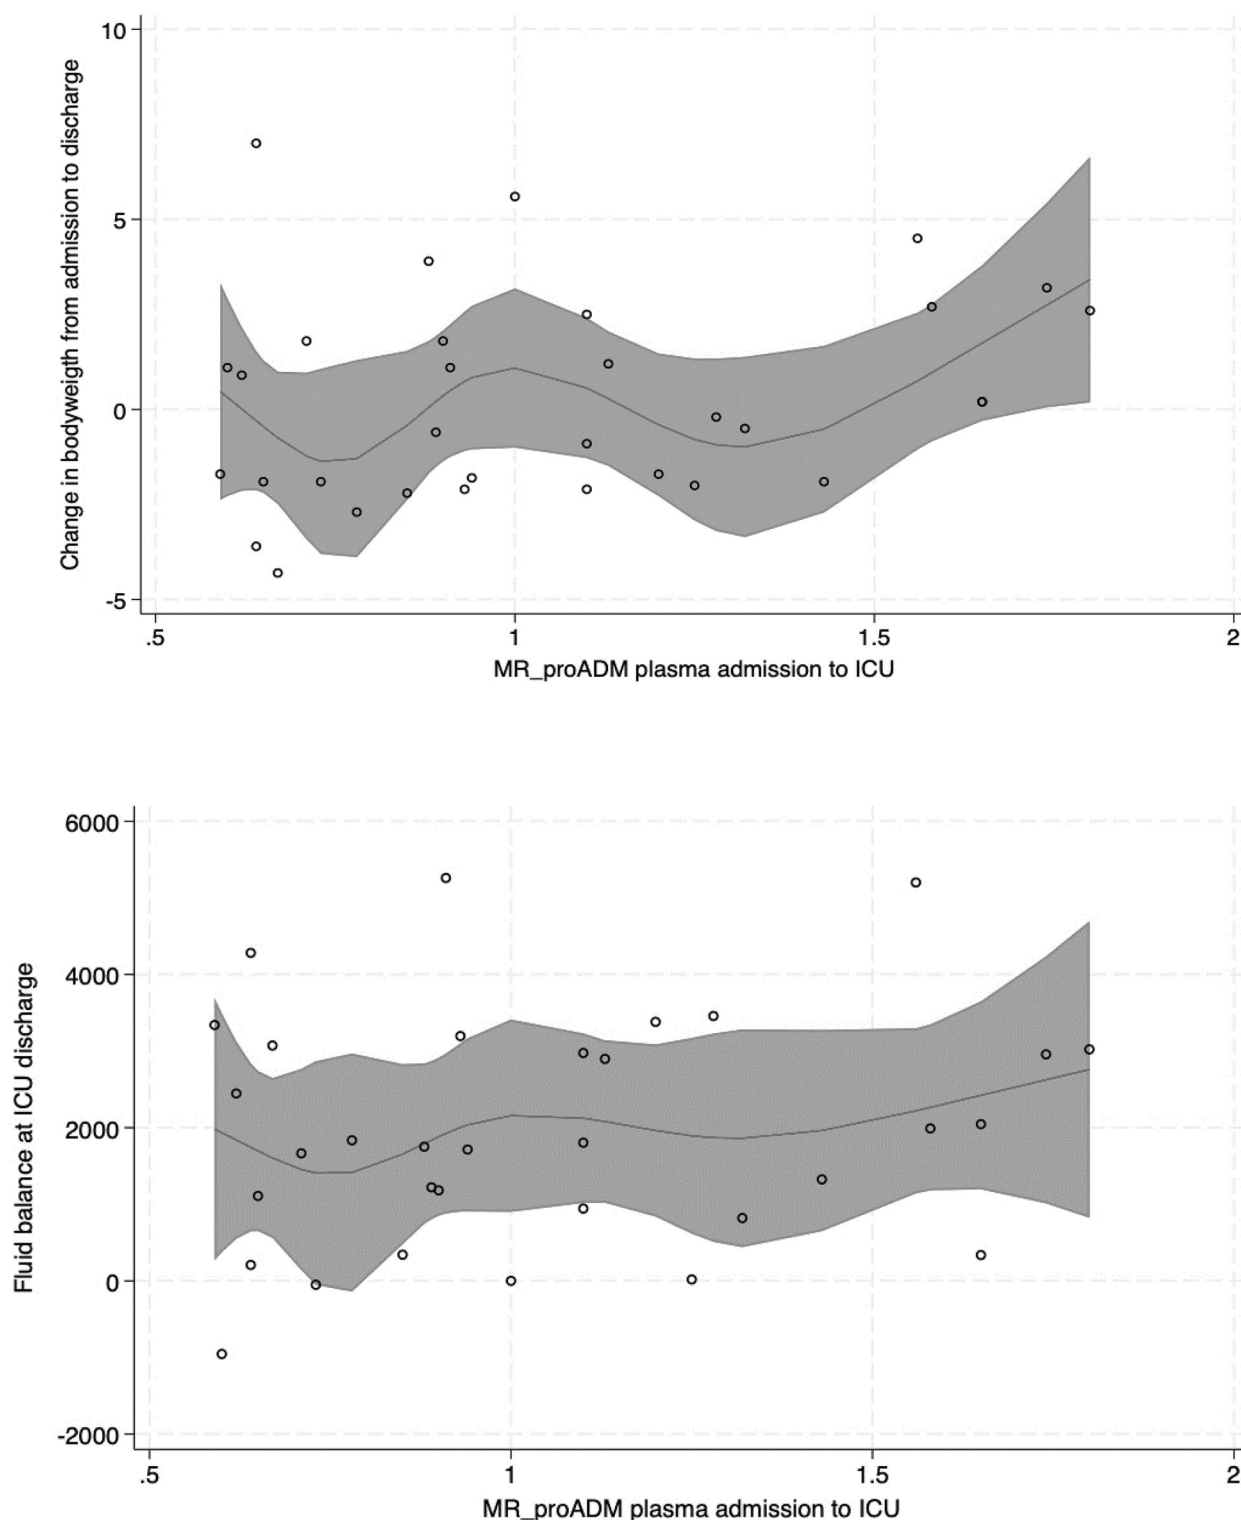 10
5
0
-5
Change in bodyweigth from admission to discharge
.5 1 1.5 2
MR_proADM plasma admission to ICU
6000
4000
2000
0
-2000
Fluid balance at ICU discharge
.5 1 1.5 2
MR_proADM plasma admission to ICU